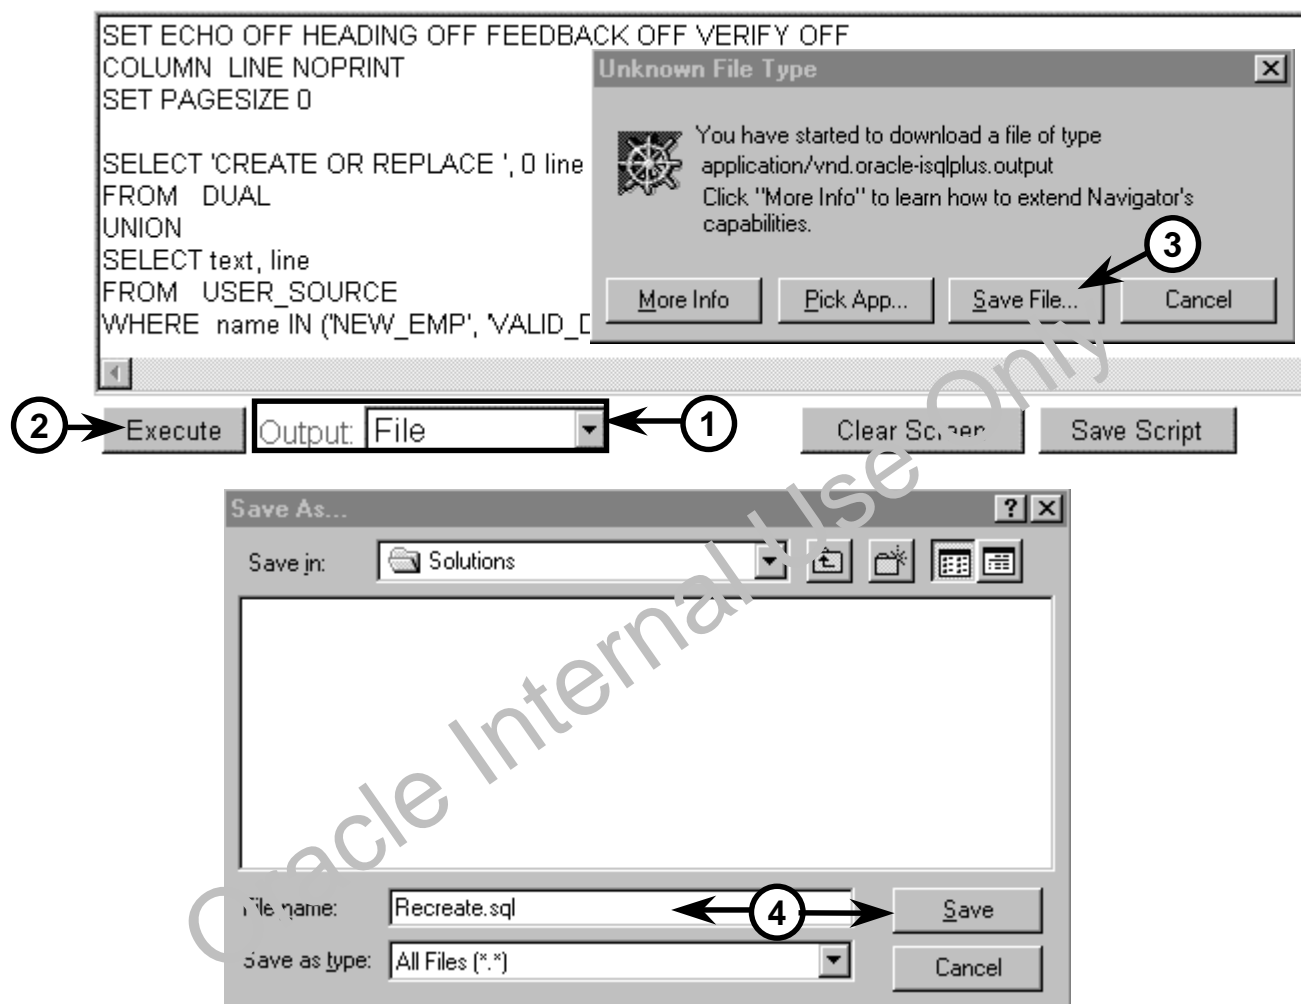 SET ECHO OFF HEADING OFF FEEDBACK OFF VERIFY OFF
COLUMN LINE NOPRINT
SET PAGESIZE 0
SELECT 'CREATE OR REPLACE ', 0 line
FROM DUAL
UNION
SELECT text, line
FROM USER_SOURCE
WHERE name IN ('NEW_EMP', 'VALID_D
Unknown File Type
You have started to download a file of type
application/vnd.oracle-isqlplus.output
Click "More Info" to learn how to extend Navigator's
capabilities.
3
More Info Pick App... Save File... Cancel
2 Execute Output: File 1 Clear Screen Save Script
Save As...
Save in: Solutions
File name: Recreate.sql 4 Save
Save as type: All Files (*.*) Cancel
Oracle Internal Use Only